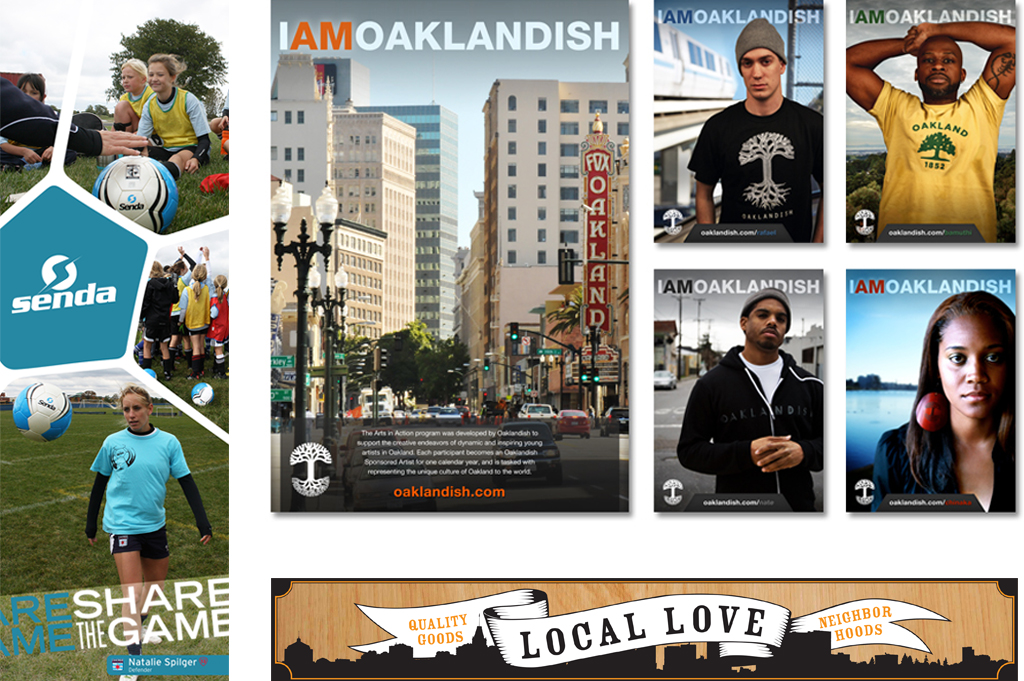 Senda
senda
Senda
Senda
SHARE
THE GAME
Natalie Spilger
Defender
IAMOAKLANDISH
FOX
OAKLAND
The Arts in Action program was developed by Oaklandish to
support the creative endeavors of dynamic and inspiring young
artists in Oakland. Each participant becomes an Oaklandish
Sponsored Artist for one calendar year, and is tasked with
representing the unique culture of Oakland to the world.
oaklandish.com
IAMOAKLANDISH
OAKLANDISH
oaklandish.com/rafael
IAMOAKLANDISH
OAKLAND
1852
oaklandish.com/
IAMOAKLANDISH
OAKLANDISH
oaklandish.com/nate
IAMOAKLANDISH
oaklandish.com/
QUALITY
GOODS
LOCAL LOVE
NEIGHBOR
HOODS